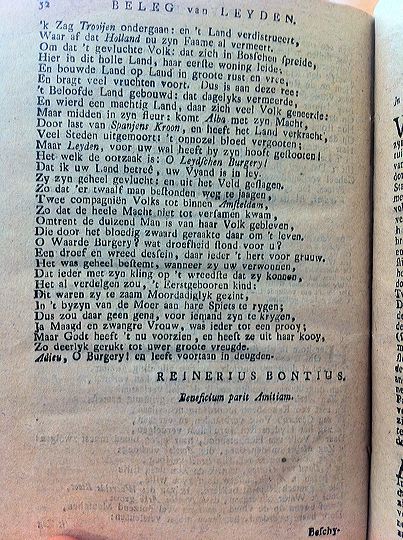 52 BELEG van LEYDEN.
'k Zag Trooijen ondergaan: en 't Land verdistrueert,
Waar af dat Holland nu zyn Faame al vermeert.
Om dat 't gevluchte Volk: dat zich in Bosschen spreide,
Hier in dit holle Land, haar eerste woning leide.
En bouwde Land op Land in groote rust en vree,
En bragt veel vruchten voort. Dus is aan deze ree:
't Beloofde Land gebouwd: dat dagelyks vermeerde,
En wierd een machtig Land, daar zich veel Volk geneerde:
Maar midden in zyn fleur: komt Alba met zyn Macht,
Door last van Spanjens Kroon, en heeft het Land verkracht,
Veel Steden uitgemoort: 't onnozel bloed vergooten;
Maar Leyden, voor uw wal heeft hy zyn hooft gestooten!
Het welk de oorzaak is: O Leydschen Burgery!
Dat ik uw Land betreê, uw Vyand is in ley.
Zy zyn geheel gevlucht: en uit het Veld geslagen.
Zo dat 'er twaalf man bestonden weg te jaagen,
Twee compagniën Volks tot binnen Amsteldam,
Zo dat de heele Macht niet tot versamen kwam,
Omtrent de duizend Man is van haar Volk gebleven,
Die door het bloedig zwaard geraakte daar om 't leven.
O Waarde Burgery? wat droefheid stond voor u?
Een droef en wreed desein, daar ieder 't hert voor gruuw.
Het was geheel bestemt, wanneer zy uw verwonnen,
Dat ieder met zyn kling op 't wreedste dat zy konnen,
Het al verdelgen zou, 't Eerstgebooren kind:
Dit waren zy te zaam Moordadiglyk gezint,
In 't byzyn van de Moer aan hare Spiets te rygen;
Dus zou daar geen gena, voor iemand zyn te krygen,
Ja Maagd en zwangre Vrouw, was ieder tot een prooy;
Maar Godt heeft 't nu voorzien, en heeft ze uit haar kooy,
Zo deerlyk gerukt tot uwer groote vreugde.
Adieu, O Burgery! en leeft voortaan in deugden.
REINERIUS BONTIUS.
Beneficium parit Amitiam.
Beschy-